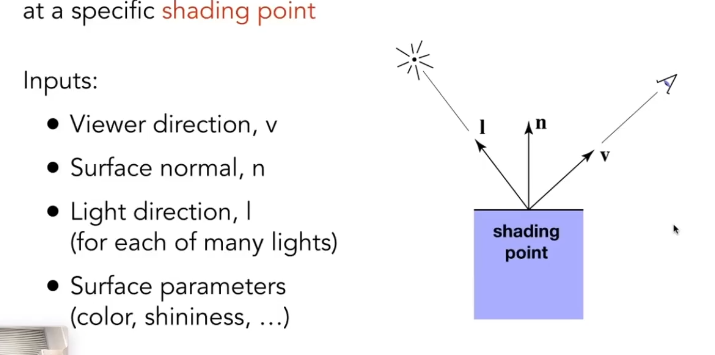 at a specific shading point
Inputs:
• Viewer direction, v
• Surface normal, n
• Light direction, l
(for each of many lights)
• Surface parameters
(color, shininess, …)
l
n
v
shading
point